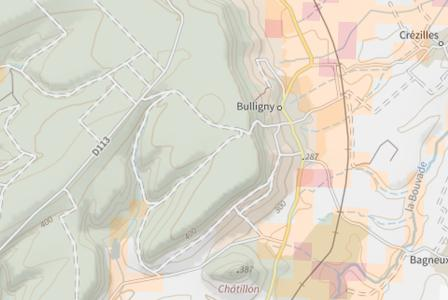 Crézilles
Bulligny
D113
287
la Bouvade
400
300
400
387
Châtillon
Bagneux